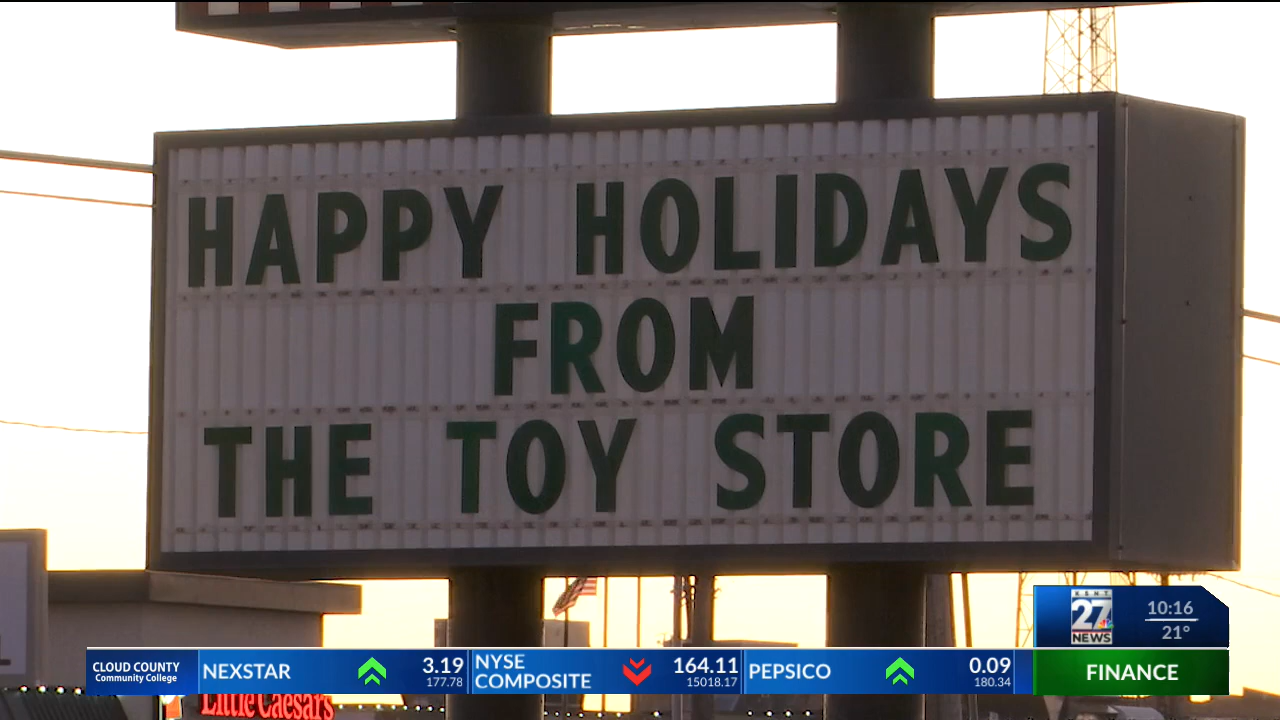 HAPPY HOLIDAYS
FROM
THE TOY STORE
KSNT
27
NEWS
10:16
21°
CLOUD COUNTY
Community College
NEXSTAR
3.19
177.78
NYSE
COMPOSITE
164.11
15018.17
PEPSICO
0.09
180.34
FINANCE
Little Caesars